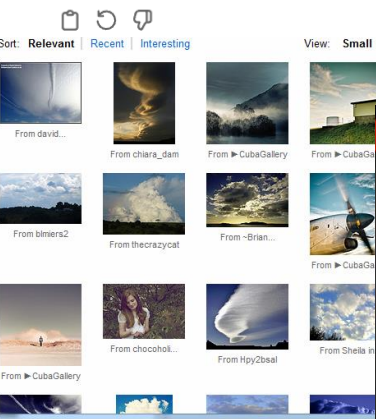 Sort: Relevant | Recent | Interesting
View: Small
From david...
From chiara_dam
From ►CubaGallery
From ►CubaGa
From blmiers2
From thecrazycat
From ~Brian...
From ►CubaGa
From ►CubaGallery
From chocoholi...
From Hpy2bsal
From Sheila in